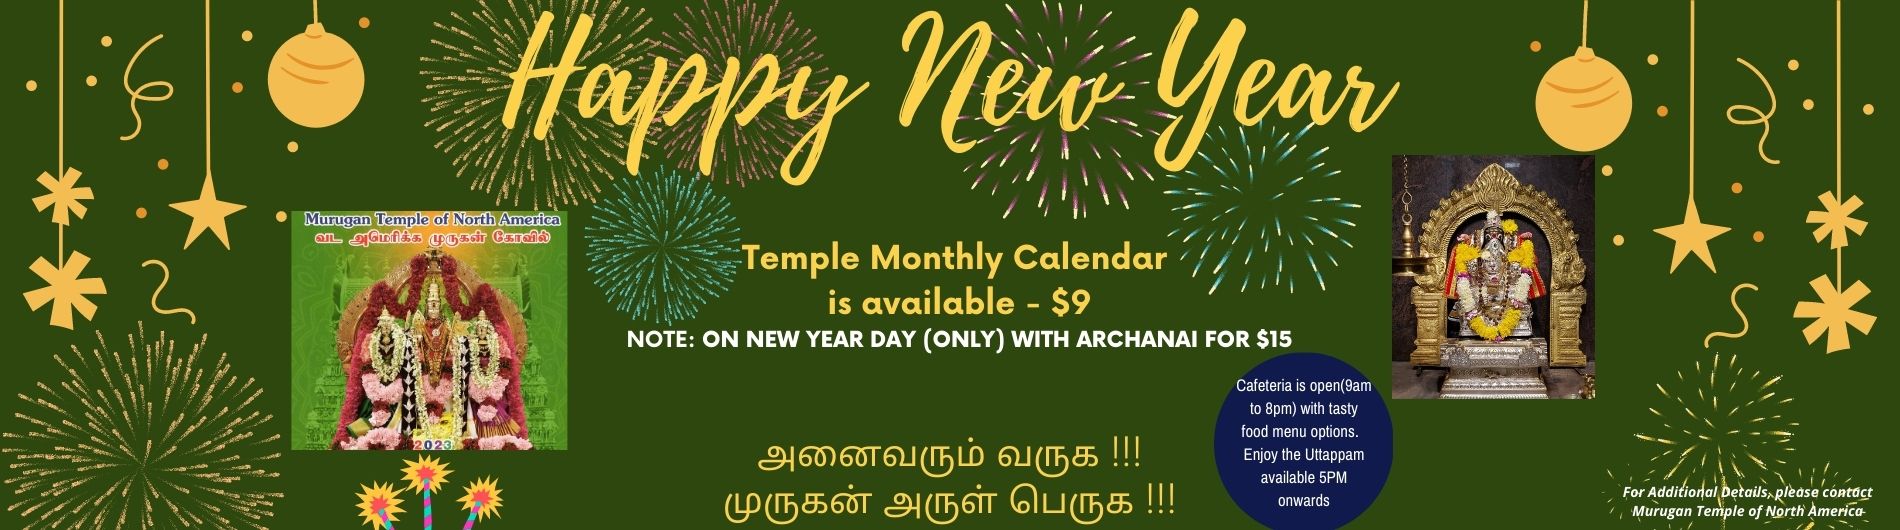 Happy New Year
Murugan Temple of North America
வட அமெரிக்க முருகன் கோவில்
2023
Temple Monthly Calendar
is available - $9
NOTE: ON NEW YEAR DAY (ONLY) WITH ARCHANAI FOR $15
Cafeteria is open(9am
to 8pm) with tasty
food menu options.
Enjoy the Uttappam
available 5PM
onwards
அனைவரும் வருக !!!
முருகன் அருள் பெருக !!!
For Additional Details, please contact
Murugan Temple of North America